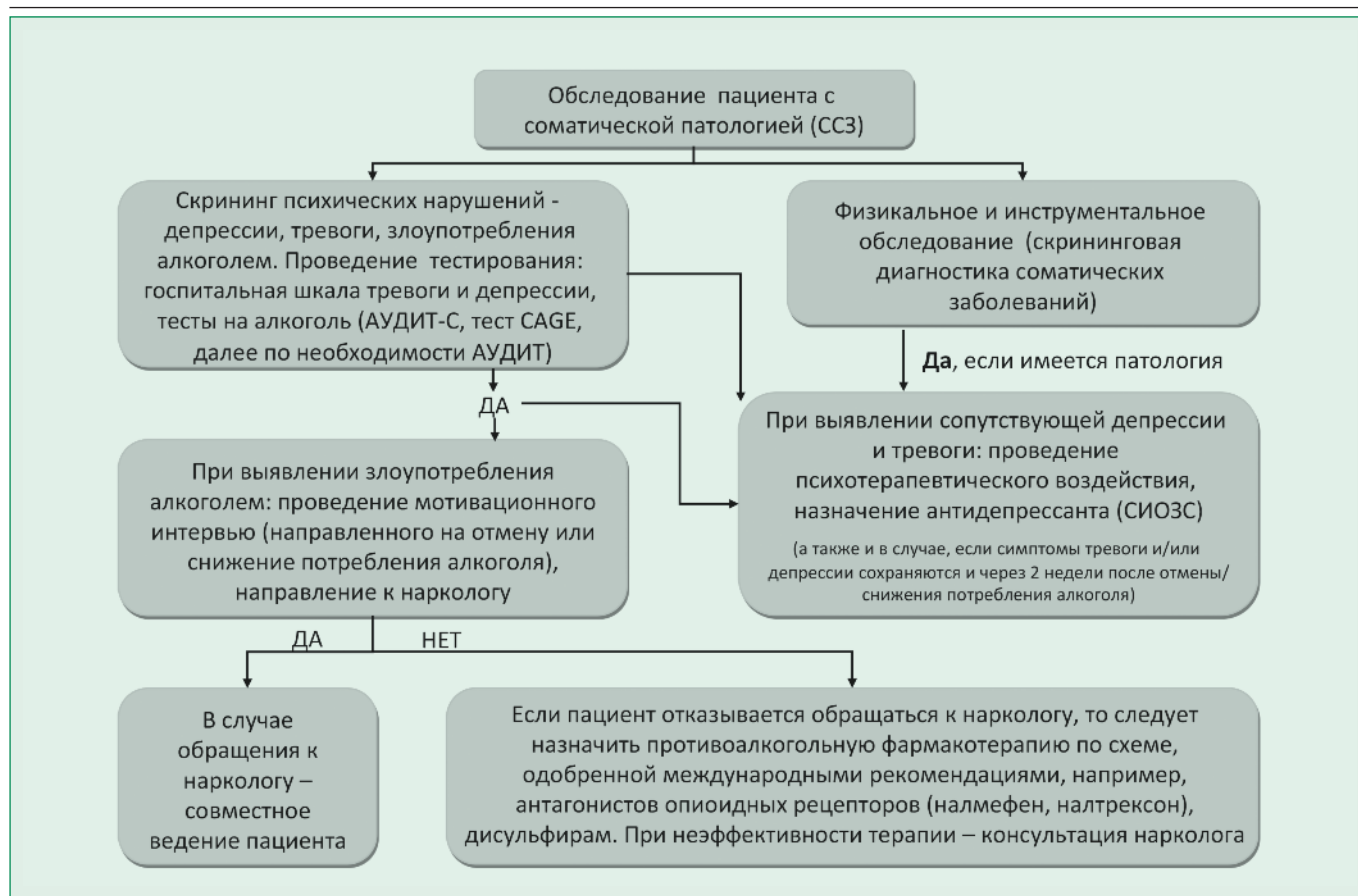 Обследование пациента с
соматической патологией (ССЗ)
Скрининг психических нарушений -
депрессии, тревоги, злоупотребления
алкоголем. Проведение тестирования:
госпитальная шкала тревоги и депрессии,
тесты на алкоголь (АУДИТ-С, тест CAGE,
далее по необходимости АУДИТ)
Физикальное и инструментальное
обследование (скрининговая
диагностика соматических
заболеваний)
Да, если имеется патология
ДА
При выявлении сопутствующей депрессии
и тревоги: проведение
психотерапевтического воздействия,
назначение антидепрессанта (СИОЗС)
(а также и в случае, если симптомы тревоги и/или
депрессии сохраняются и через 2 недели после отмены/
снижения потребления алкоголя)
При выявлении злоупотребления
алкоголем: проведение мотивационного
интервью (направленного на отмену или
снижение потребления алкоголя),
направление к наркологу
ДА
НЕТ
В случае
обращения к
наркологу –
совместное
ведение пациента
Если пациент отказывается обращаться к наркологу, то следует
назначить противоалкогольную фармакотерапию по схеме,
одобренной международными рекомендациями, например,
антагонистов опиоидных рецепторов (налмефен, налтрексон),
дисульфирам. При неэффективности терапии – консультация нарколога